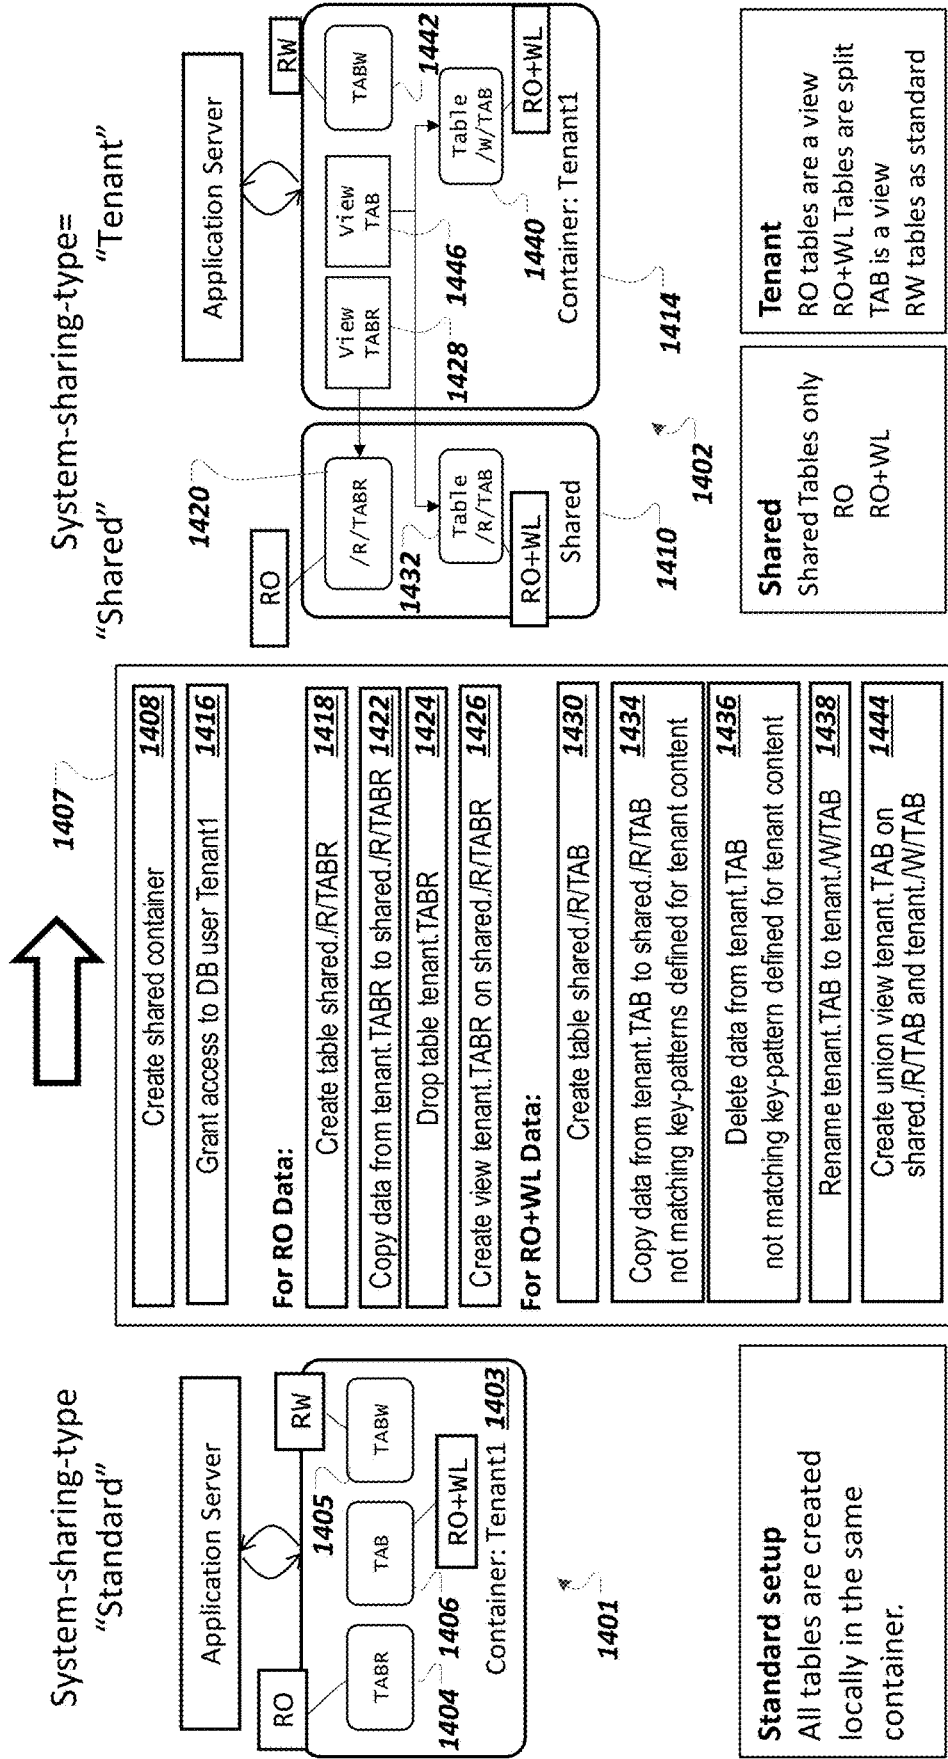 System-sharing-type
“Standard”
Application Server
RO
RW
TABR
TAB
TABW
1405
RO+WL
1404
1406
Container: Tenant1
1403
1401
Standard setup
All tables are created
locally in the same
container.
1407
Create shared container
1408
Grant access to DB user Tenant1
1416
For RO Data:
Create table shared./R/TABR
1418
Copy data from tenant.TABR to shared./R/TABR
1422
Drop table tenant.TABR
1424
Create view tenant.TABR on shared./R/TABR
1426
For RO+WL Data:
Create table shared./R/TAB
1430
Copy data from tenant.TAB to shared./R/TAB
1434
not matching key-patterns defined for tenant content
Delete data from tenant.TAB
1436
not matching key-pattern defined for tenant content
Rename tenant.TAB to tenant./W/TAB
1438
Create union view tenant.TAB on
1444
shared./R/TAB and tenant./W/TAB
System-sharing-type=
“Shared”
“Tenant”
1420
Application Server
RO
RW
/R/TABR
View
TABR
View
TAB
TABW
1432
1428
1446
1442
Table
/R/TAB
Table
/W/TAB
RO+WL
1440
RO+WL
Shared
Container: Tenant1
1410
1402
1414
Shared
Shared Tables only
RO
RO+WL
Tenant
RO tables are a view
RO+WL Tables are split
TAB is a view
RW tables as standard